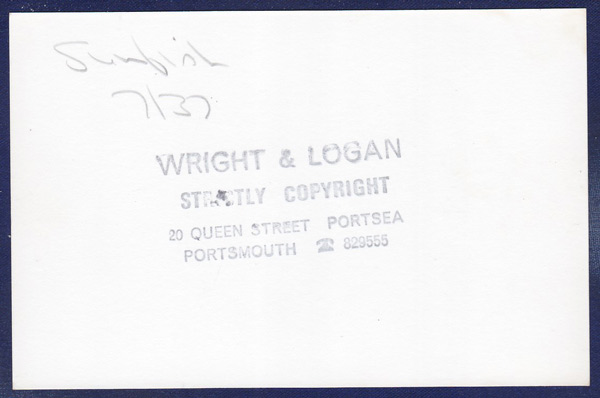 Sunfish
7/37
WRIGHT & LOGAN
STRICTLY COPYRIGHT
20 QUEEN STREET PORTSEA
PORTSMOUTH ☎ 829555